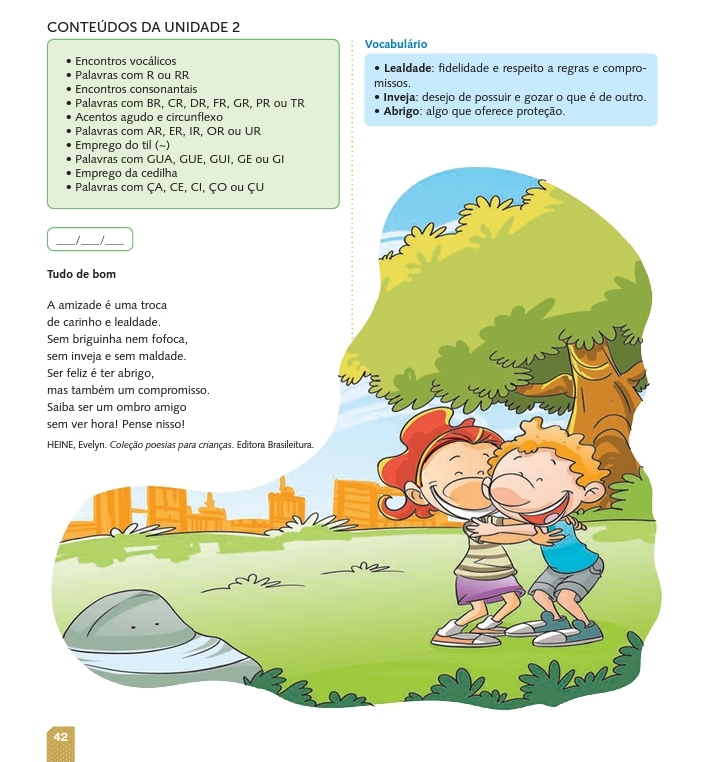 CONTEÚDOS DA UNIDADE 2
• Encontros vocálicos
• Palavras com R ou RR
• Encontros consonantais
• Palavras com BR, CR, DR, FR, GR, PR ou TR
• Acentos agudo e circunflexo
• Palavras com AR, ER, IR, OR ou UR
• Emprego do til (~)
• Palavras com GUA, GUE, GUI, GE ou GI
• Emprego da cedilha
• Palavras com ÇA, CE, CI, ÇO ou ÇU
___/___/___
Tudo de bom
A amizade é uma troca
de carinho e lealdade.
Sem briguinha nem fofoca,
sem inveja e sem maldade.
Ser feliz é ter abrigo,
mas também um compromisso.
Saiba ser um ombro amigo
sem ver hora! Pense nisso!
HEINE, Evelyn. Coleção poesias para crianças. Editora Brasileitura.
Vocabulário
• Lealdade: fidelidade e respeito a regras e compro-
missos.
• Inveja: desejo de possuir e gozar o que é de outro.
• Abrigo: algo que oferece proteção.
42